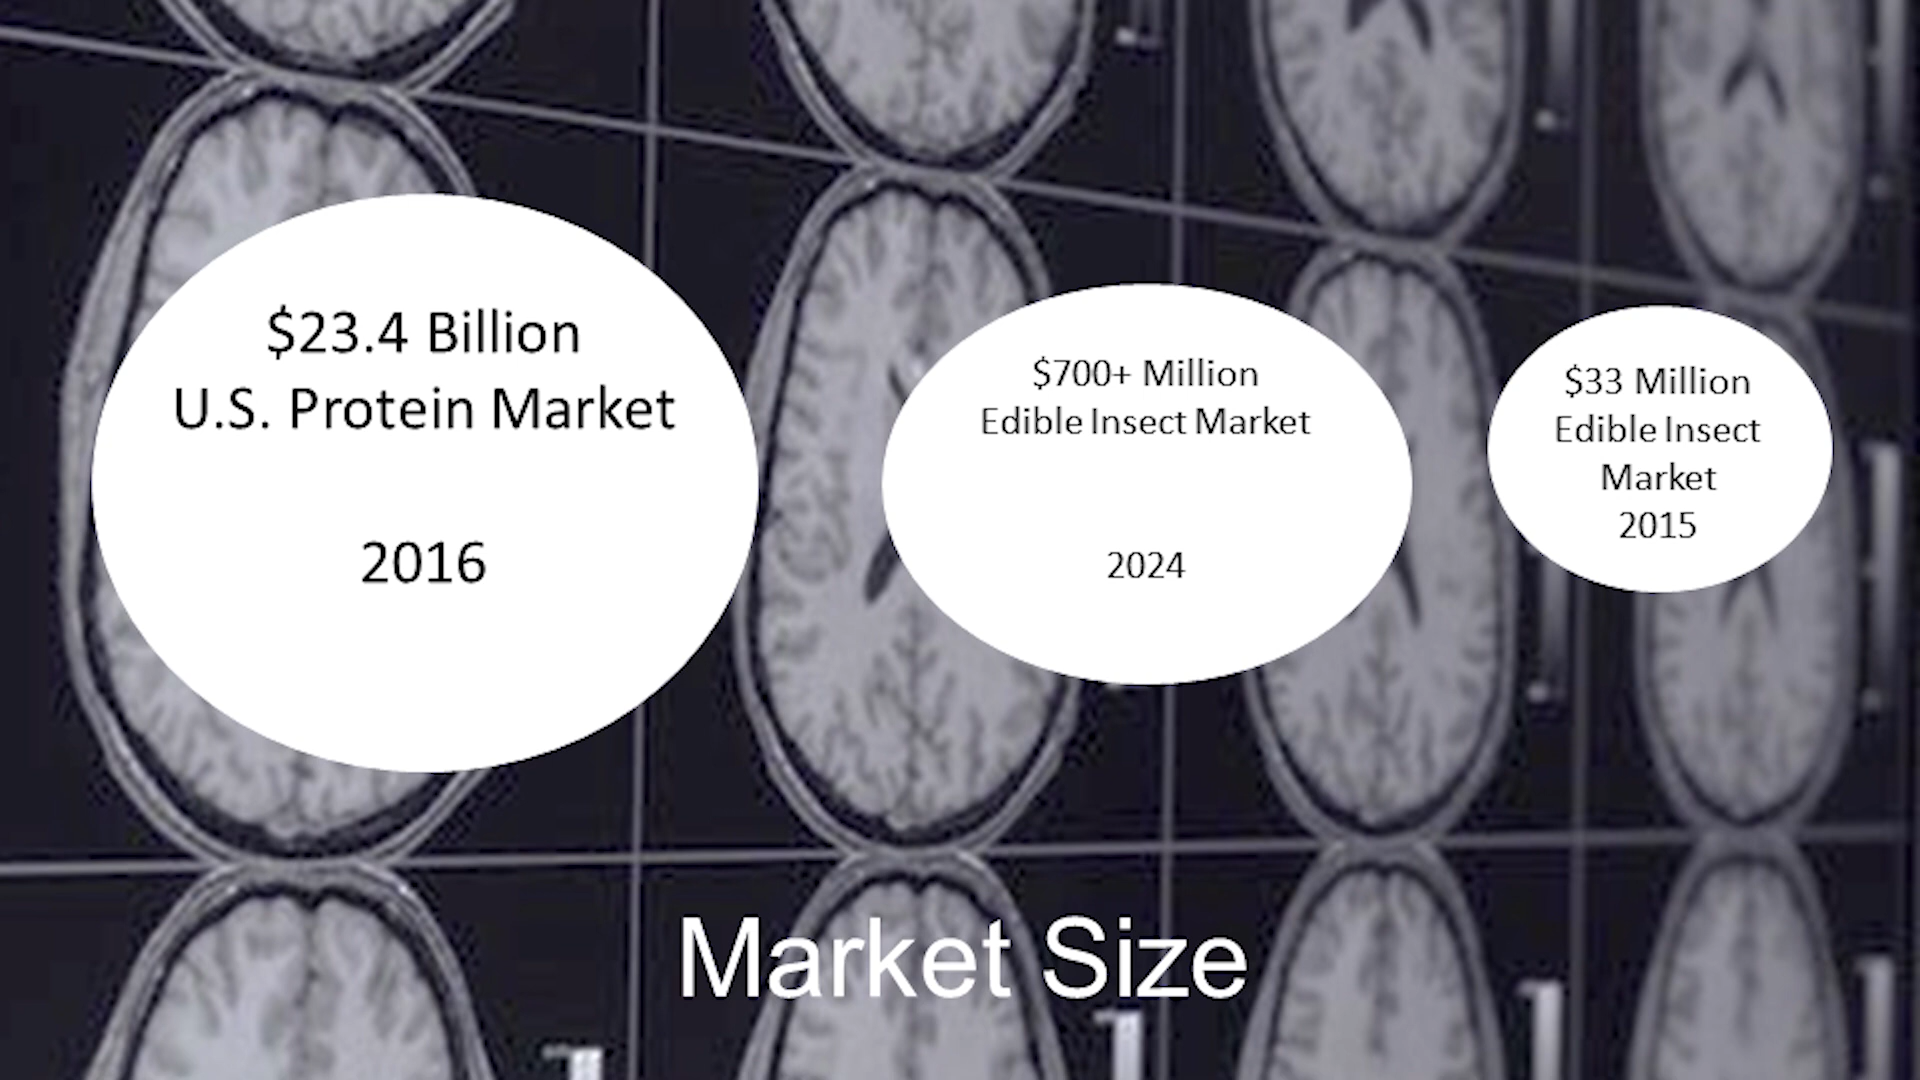 $23.4 Billion
U.S. Protein Market
2016
$700+ Million
Edible Insect Market
2024
$33 Million
Edible Insect
Market
2015
Market Size